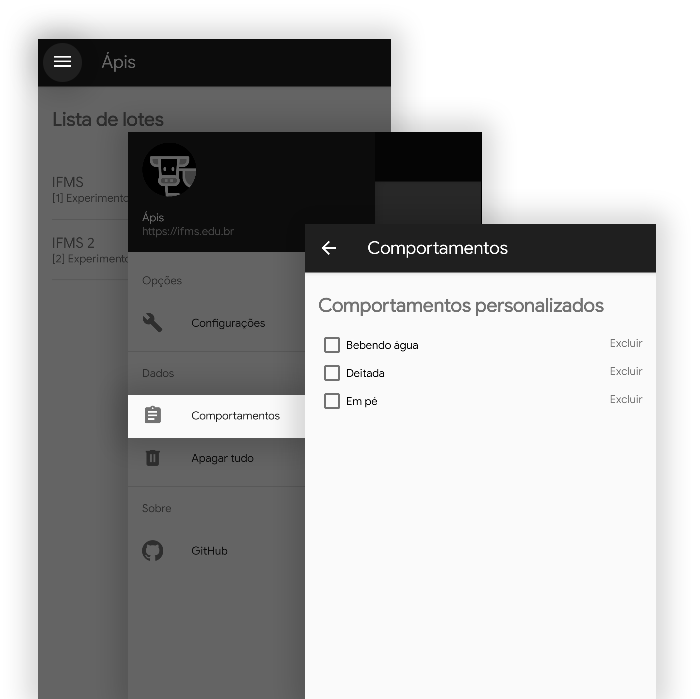 Ápis
Lista de lotes
IFMS
[1] Experimento
IFMS 2
[2] Experimento
Ápis
https://ifms.edu.br
Opções
Configurações
Dados
Comportamentos
Apagar tudo
Sobre
GitHub
Comportamentos
Comportamentos personalizados
Bebendo água Excluir
Deitada Excluir
Em pé Excluir